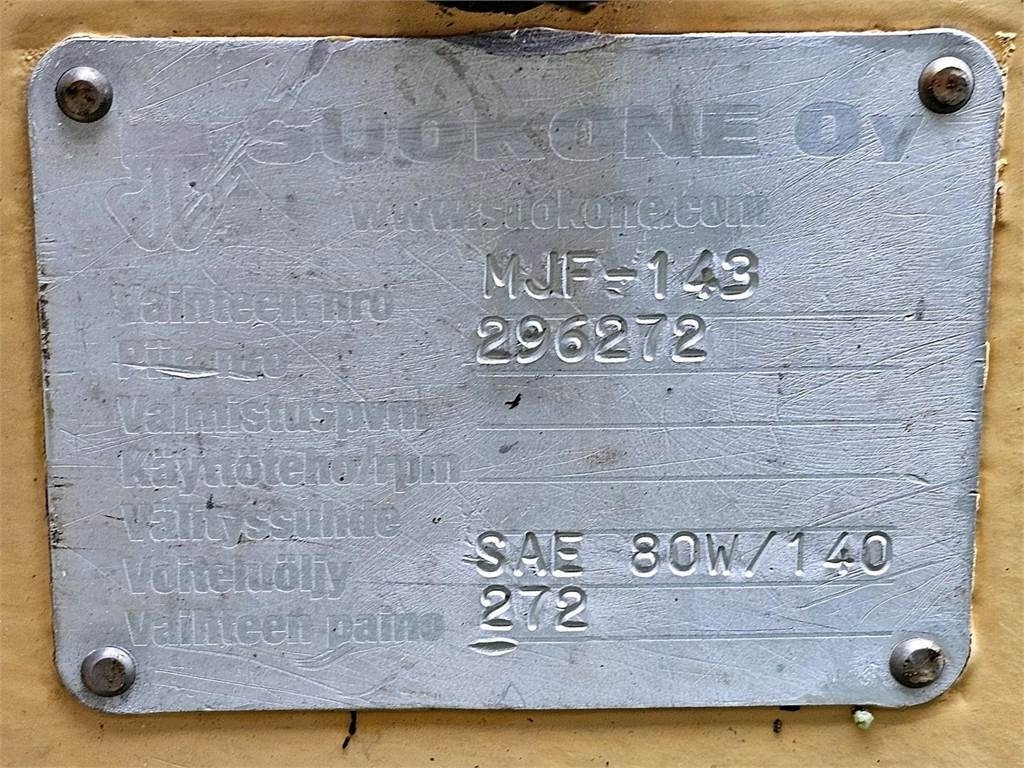 SUOKONE Oy
www.suokone.com
Vaihteen nro MJF-143
Piir. nro 296272
Valmistuspvm
Käyttöteho/rpm
Välityssuhde
Voiteluöljy SAE 80W/140
Vaihteen paino 272